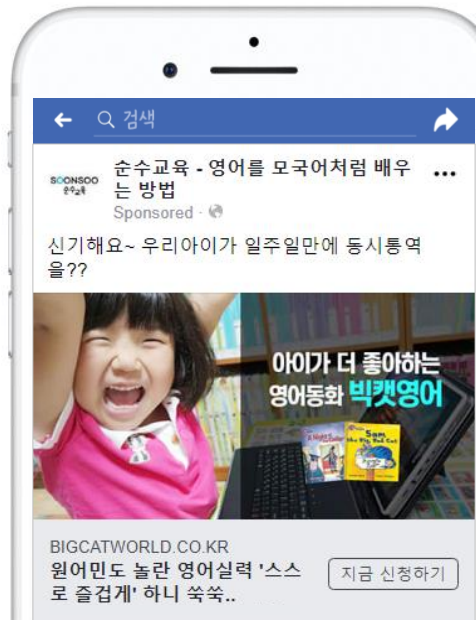 검색
SOONSOO
순수교육
순수교육 - 영어를 모국어처럼 배우
는 방법
Sponsored ·
신기해요~ 우리아이가 일주일만에 동시통역
을??
아이가 더 좋아하는
영어동화 빅캣영어
Sam
the Big, Bad Cat
BIGCATWORLD.CO.KR
원어민도 놀란 영어실력 '스스
로 즐겁게' 하니 쑥쑥..
지금 신청하기